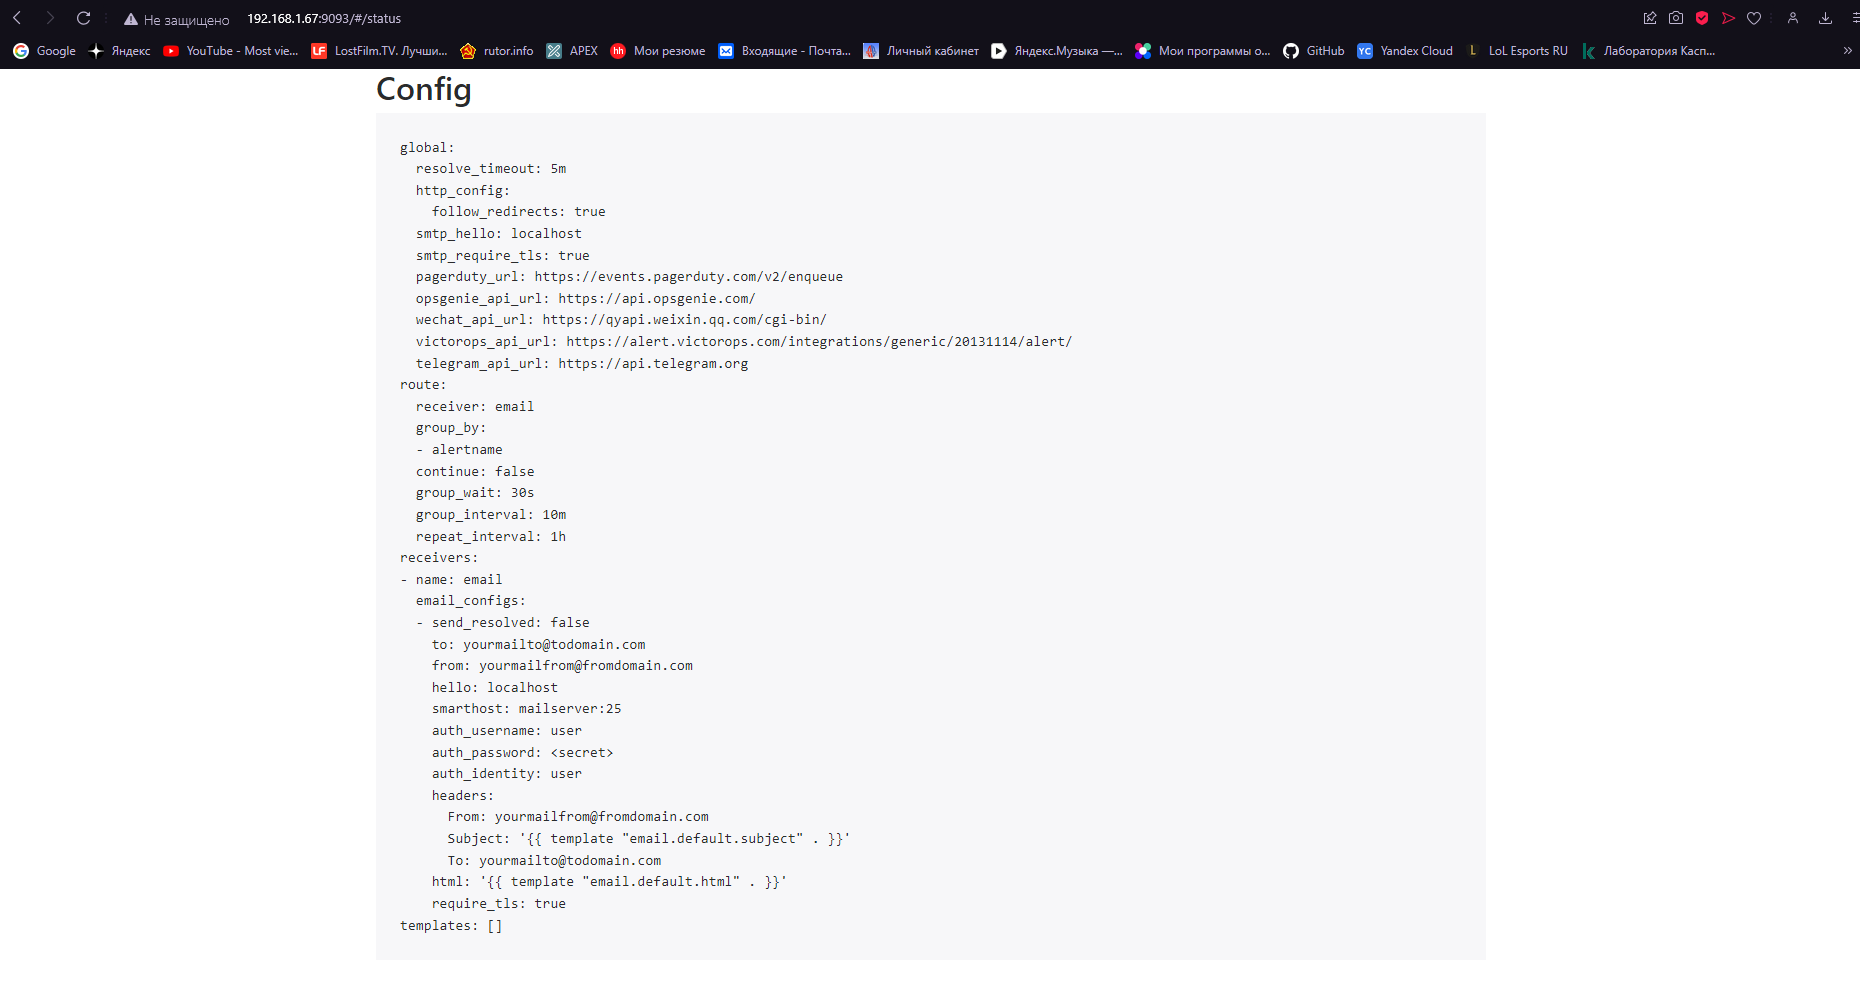 Не защищено 192.168.1.67:9093/#/status
Google Яндекс YouTube - Most vie... LF LostFilm.TV. Лучши... rutor.info APEX hh Мои резюме Входящие - Почта... Личный кабинет Яндекс.Музыка —... Мои программы о... GitHub YC Yandex Cloud L LoL Esports RU Лаборатория Касп... »
Config
global:
  resolve_timeout: 5m
  http_config:
    follow_redirects: true
  smtp_hello: localhost
  smtp_require_tls: true
  pagerduty_url: https://events.pagerduty.com/v2/enqueue
  opsgenie_api_url: https://api.opsgenie.com/
  wechat_api_url: https://qyapi.weixin.qq.com/cgi-bin/
  victorops_api_url: https://alert.victorops.com/integrations/generic/20131114/alert/
  telegram_api_url: https://api.telegram.org
route:
  receiver: email
  group_by:
  - alertname
  continue: false
  group_wait: 30s
  group_interval: 10m
  repeat_interval: 1h
receivers:
- name: email
  email_configs:
  - send_resolved: false
    to: yourmailto@todomain.com
    from: yourmailfrom@fromdomain.com
    hello: localhost
    smarthost: mailserver:25
    auth_username: user
    auth_password: <secret>
    auth_identity: user
    headers:
      From: yourmailfrom@fromdomain.com
      Subject: '{{ template "email.default.subject" . }}'
      To: yourmailto@todomain.com
    html: '{{ template "email.default.html" . }}'
    require_tls: true
templates: []